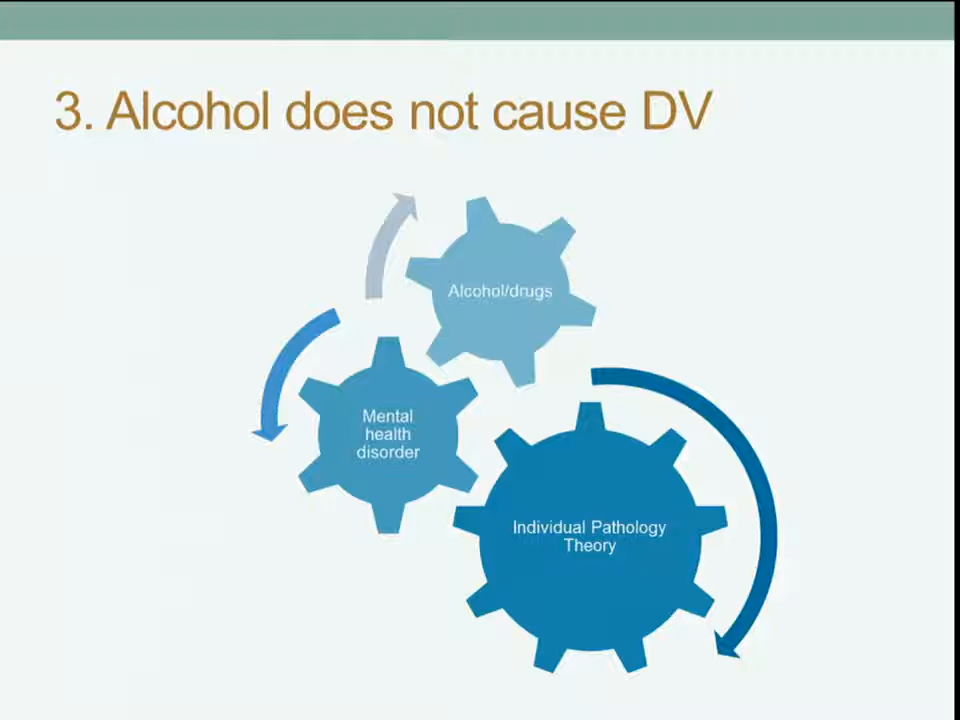 3. Alcohol does not cause DV
Alcohol/drugs
Mental
health
disorder
Individual Pathology
Theory